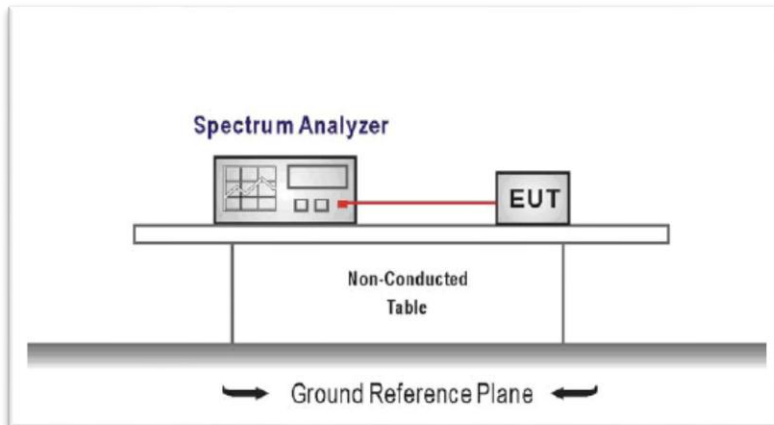 Spectrum Analyzer
EUT
Non-Conducted
Table
Ground Reference Plane